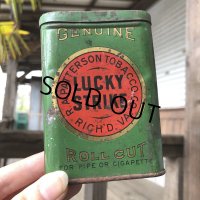 GENUINE
R.A. PATTERSON TOBACCO CO.
LUCKY
STRIKE
RICH'D. VA.
SOLD OUT
ROLL CUT
FOR PIPE OR CIGARETTE